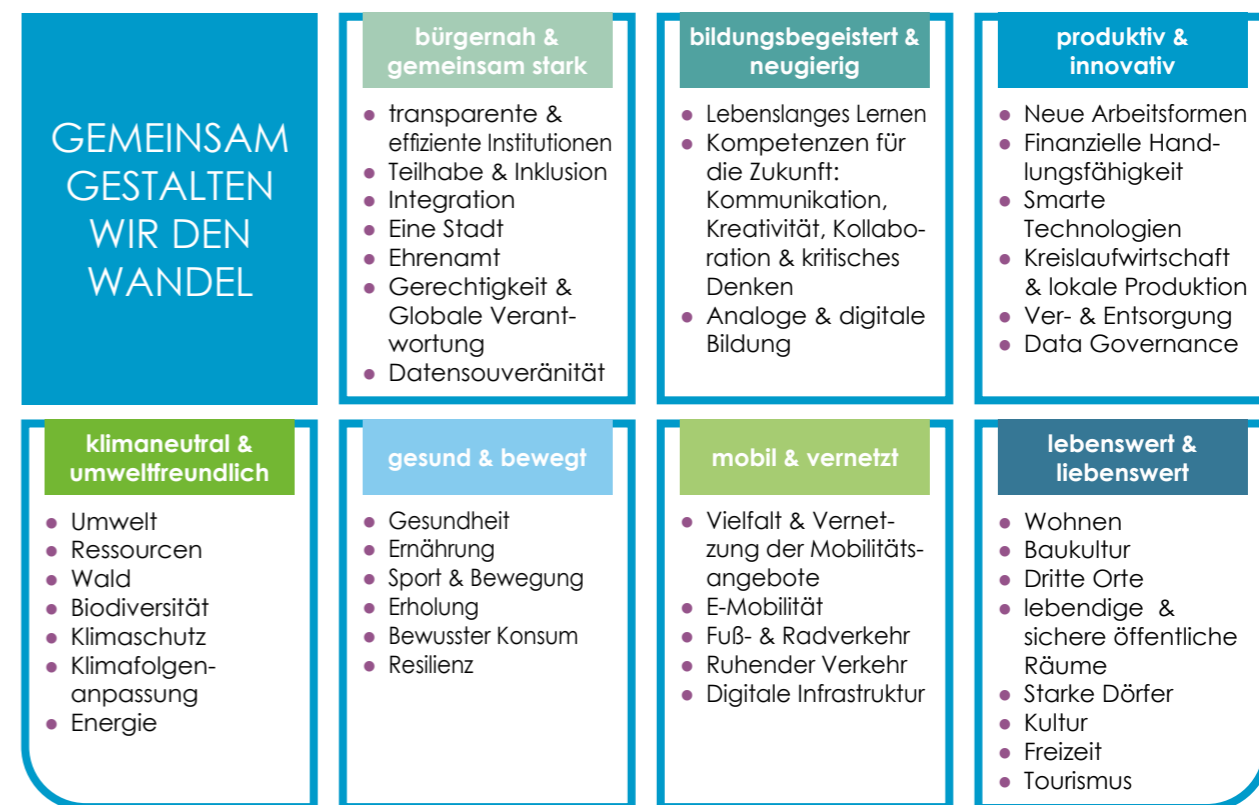 GEMEINSAM
GESTALTEN
WIR DEN
WANDEL
bürgernah &
gemeinsam stark
● transparente &
effiziente Institutionen
● Teilhabe & Inklusion
● Integration
● Eine Stadt
● Ehrenamt
● Gerechtigkeit &
Globale Verant-
wortung
● Datensouveränität
bildungsbegeistert &
neugierig
● Lebenslanges Lernen
● Kompetenzen für
die Zukunft:
Kommunikation,
Kreativität, Kollabo-
ration & kritisches
Denken
● Analoge & digitale
Bildung
produktiv &
innovativ
● Neue Arbeitsformen
● Finanzielle Hand-
lungsfähigkeit
● Smarte
Technologien
● Kreislaufwirtschaft
& lokale Produktion
● Ver- & Entsorgung
● Data Governance
klimaneutral &
umweltfreundlich
● Umwelt
● Ressourcen
● Wald
● Biodiversität
● Klimaschutz
● Klimafolgen-
anpassung
● Energie
gesund & bewegt
● Gesundheit
● Ernährung
● Sport & Bewegung
● Erholung
● Bewusster Konsum
● Resilienz
mobil & vernetzt
● Vielfalt & Vernet-
zung der Mobilitäts-
angebote
● E-Mobilität
● Fuß- & Radverkehr
● Ruhender Verkehr
● Digitale Infrastruktur
lebenswert &
liebenswert
● Wohnen
● Baukultur
● Dritte Orte
● lebendige &
sichere öffentliche
Räume
● Starke Dörfer
● Kultur
● Freizeit
● Tourismus